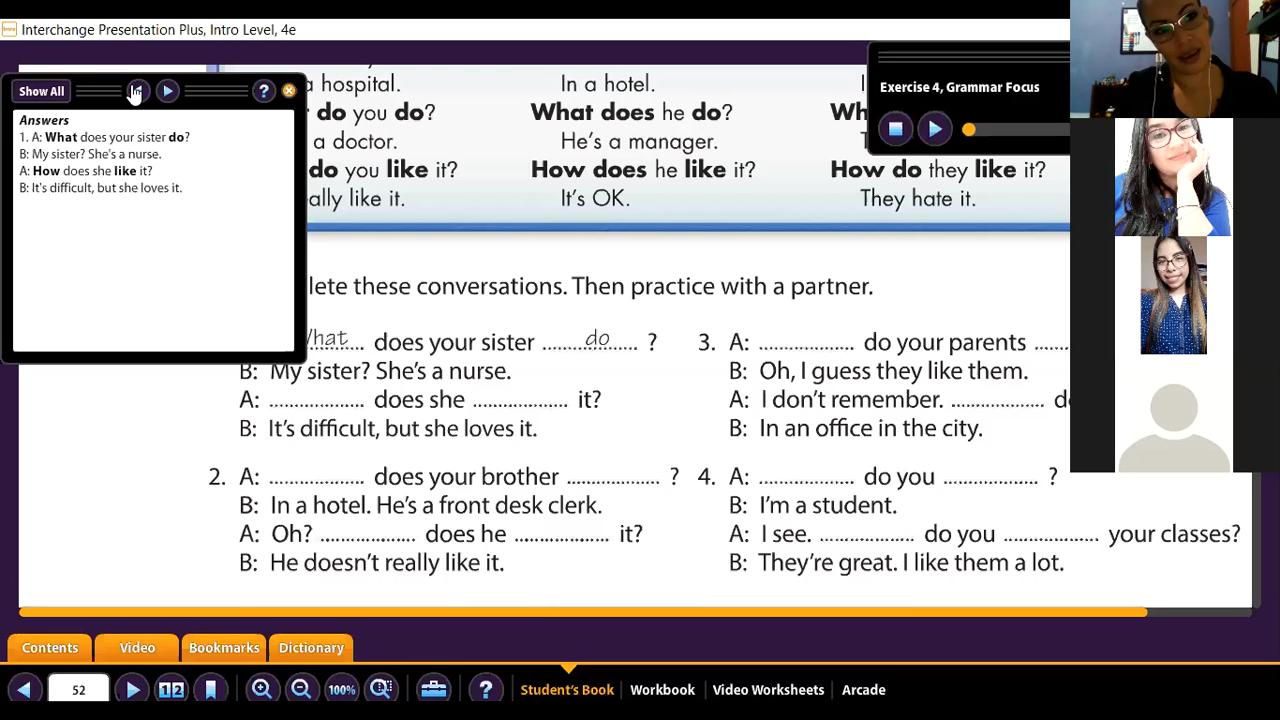 Interchange Presentation Plus, Intro Level, 4e
Show All
?
Answers
1. A: What does your sister do?
B: My sister? She's a nurse.
A: How does she like it?
B: It's difficult, but she loves it.
a hospital.
do you do?
a doctor.
do you like it?
ally like it.
In a hotel.
What does he do?
He's a manager.
How does he like it?
It's OK.
How do they like it?
They hate it.
Exercise 4, Grammar Focus
lete these conversations. Then practice with a partner.
hat does your sister do ?
B: My sister? She's a nurse.
A: .................... does she .................... it?
B: It's difficult, but she loves it.
2. A: .................... does your brother .................... ?
B: In a hotel. He's a front desk clerk.
A: Oh? .................... does he .................... it?
B: He doesn't really like it.
3. A: .................... do your parents .......
B: Oh, I guess they like them.
A: I don't remember. .................... d
B: In an office in the city.
4. A: .................... do you .................... ?
B: I'm a student.
A: I see. .................... do you .................... your classes?
B: They're great. I like them a lot.
Contents
Video
Bookmarks
Dictionary
52
12
100%
?
Student's Book
Workbook
Video Worksheets
Arcade